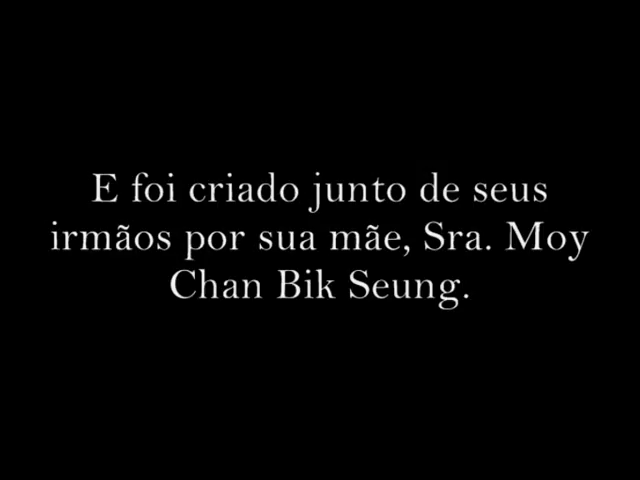 E foi criado junto de seus
irmãos por sua mãe, Sra. Moy
Chan Bik Seung.